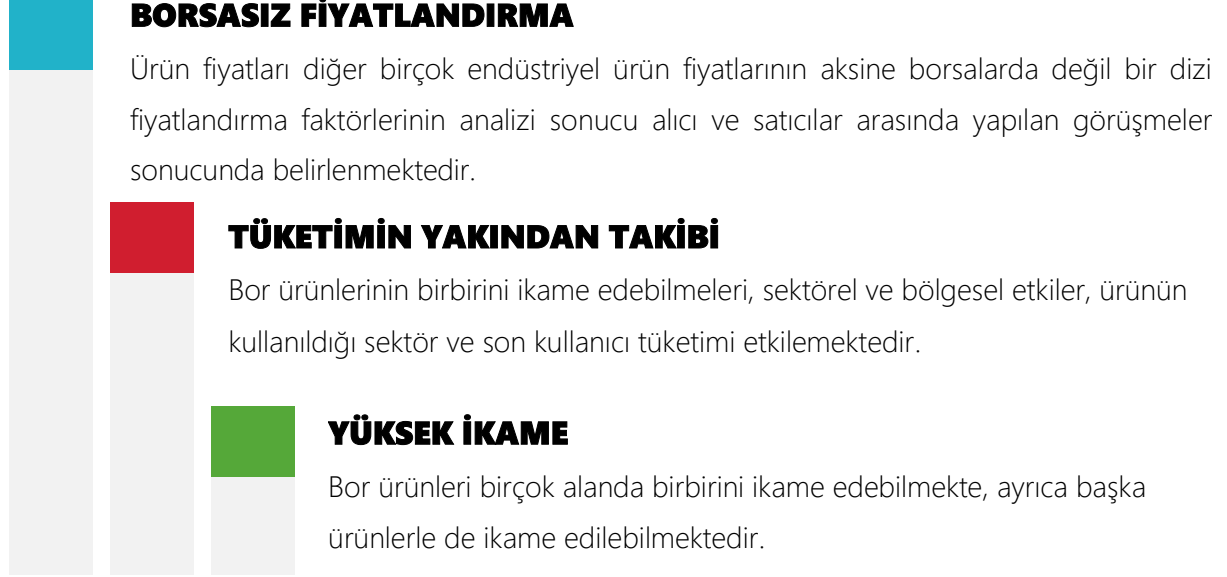 BORSASIZ FİYATLANDIRMA
Ürün fiyatları diğer birçok endüstriyel ürün fiyatlarının aksine borsalarda değil bir dizi
fiyatlandırma faktörlerinin analizi sonucu alıcı ve satıcılar arasında yapılan görüşmeler
sonucunda belirlenmektedir.
TÜKETİMİN YAKINDAN TAKİBİ
Bor ürünlerinin birbirini ikame edebilmeleri, sektörel ve bölgesel etkiler, ürünün
kullanıldığı sektör ve son kullanıcı tüketimi etkilemektedir.
YÜKSEK İKAME
Bor ürünleri birçok alanda birbirini ikame edebilmekte, ayrıca başka
ürünlerle de ikame edilebilmektedir.